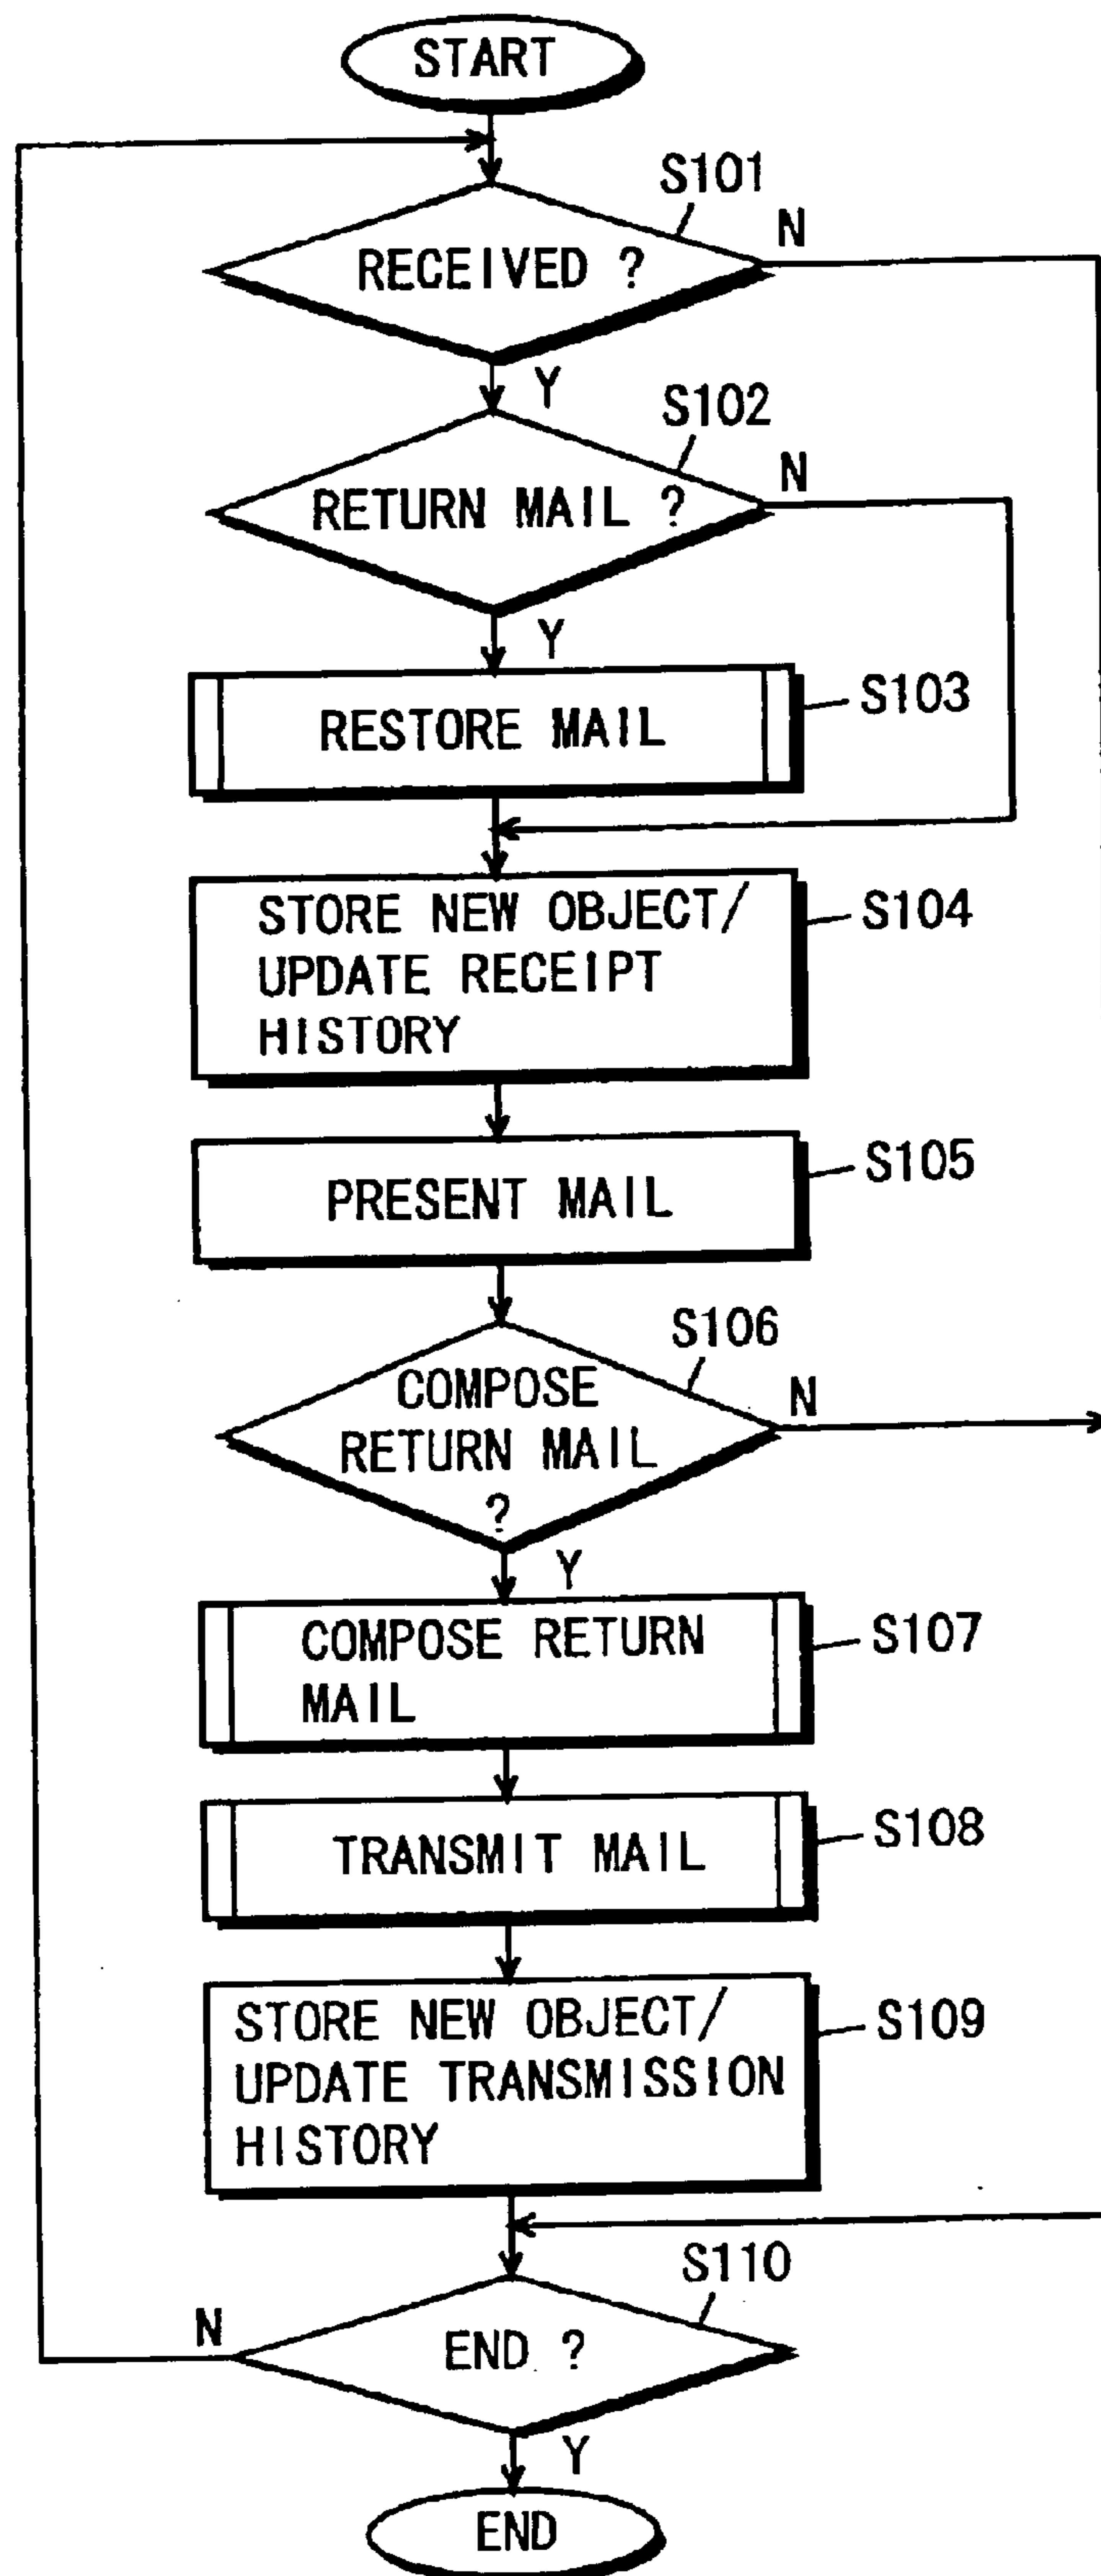 START
S101
RECEIVED ?
N
Y
S102
RETURN MAIL ?
N
Y
RESTORE MAIL
S103
STORE NEW OBJECT/
UPDATE RECEIPT
HISTORY
S104
PRESENT MAIL
S105
S106
COMPOSE
RETURN MAIL
?
N
Y
COMPOSE RETURN
MAIL
S107
TRANSMIT MAIL
S108
STORE NEW OBJECT/
UPDATE TRANSMISSION
HISTORY
S109
S110
N
END ?
Y
END